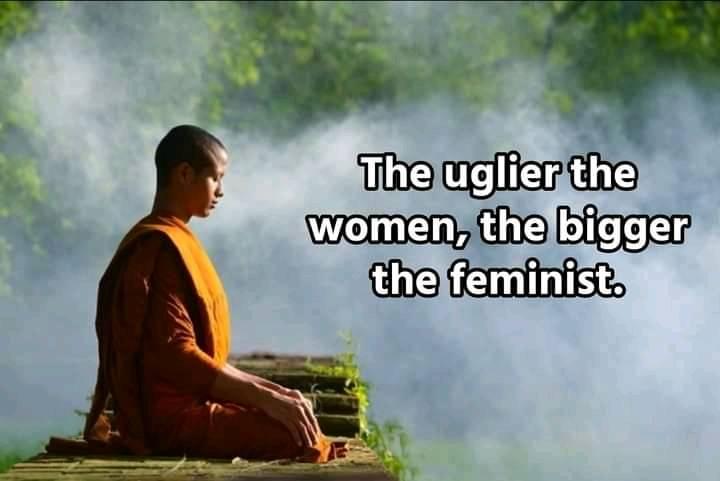 The uglier the
women, the bigger
the feminist.